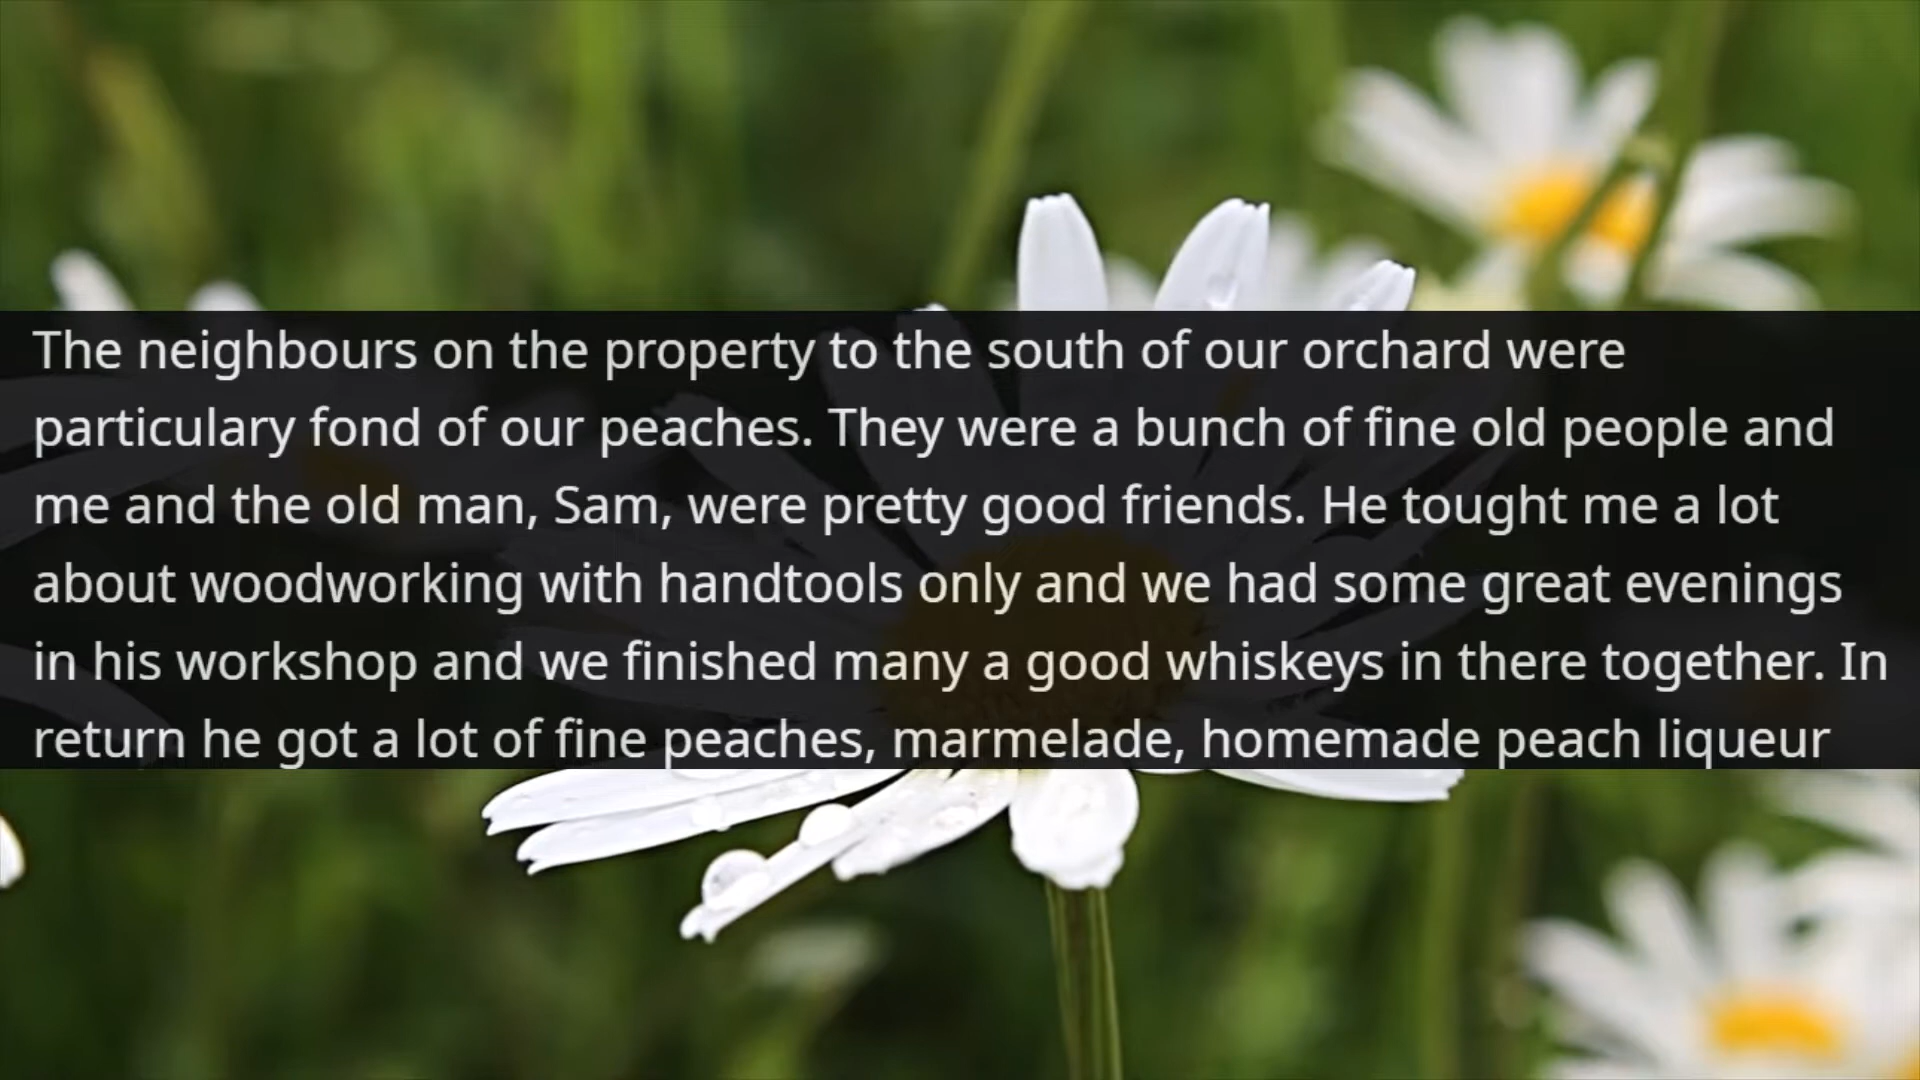 The neighbours on the property to the south of our orchard were
particulary fond of our peaches. They were a bunch of fine old people and
me and the old man, Sam, were pretty good friends. He tought me a lot
about woodworking with handtools only and we had some great evenings
in his workshop and we finished many a good whiskeys in there together. In
return he got a lot of fine peaches, marmelade, homemade peach liqueur